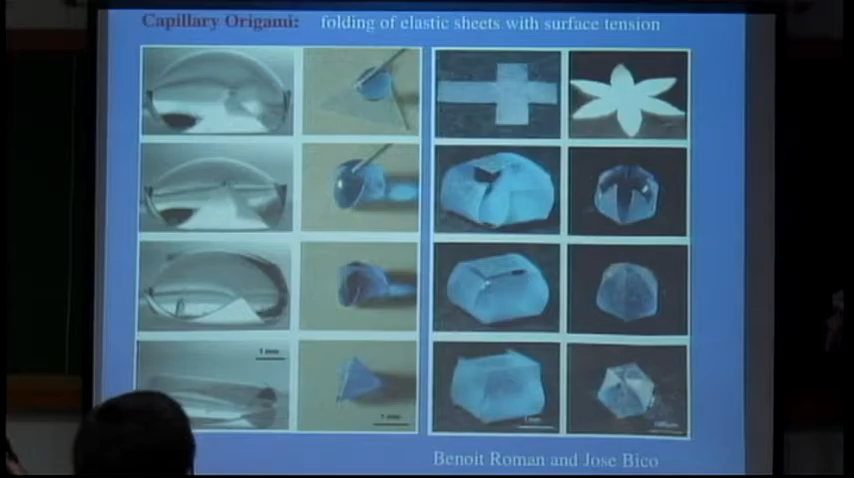 Capillary Origami: folding of elastic sheets with surface tension
1 mm
1 mm
Benoit Roman and Jose Bico